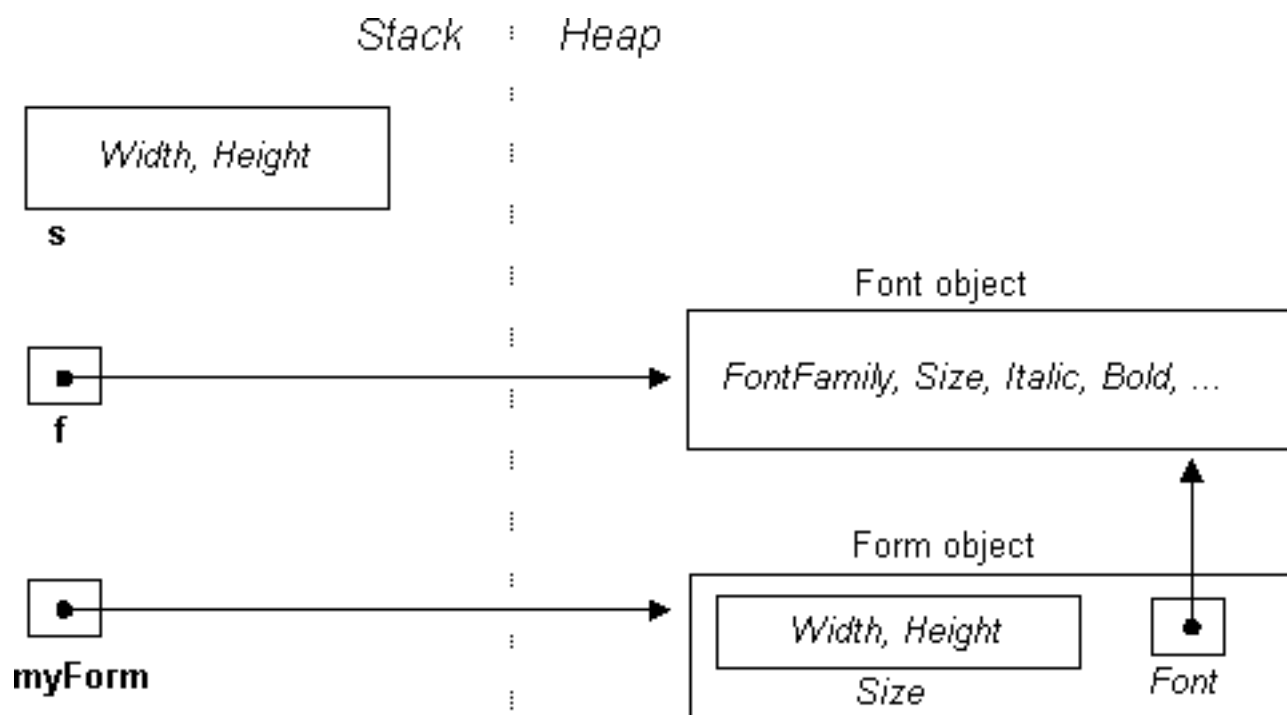 Stack Heap
Width, Height
s
Font object
FontFamily, Size, Italic, Bold, ...
f
Form object
Width, Height
myForm
Size
Font